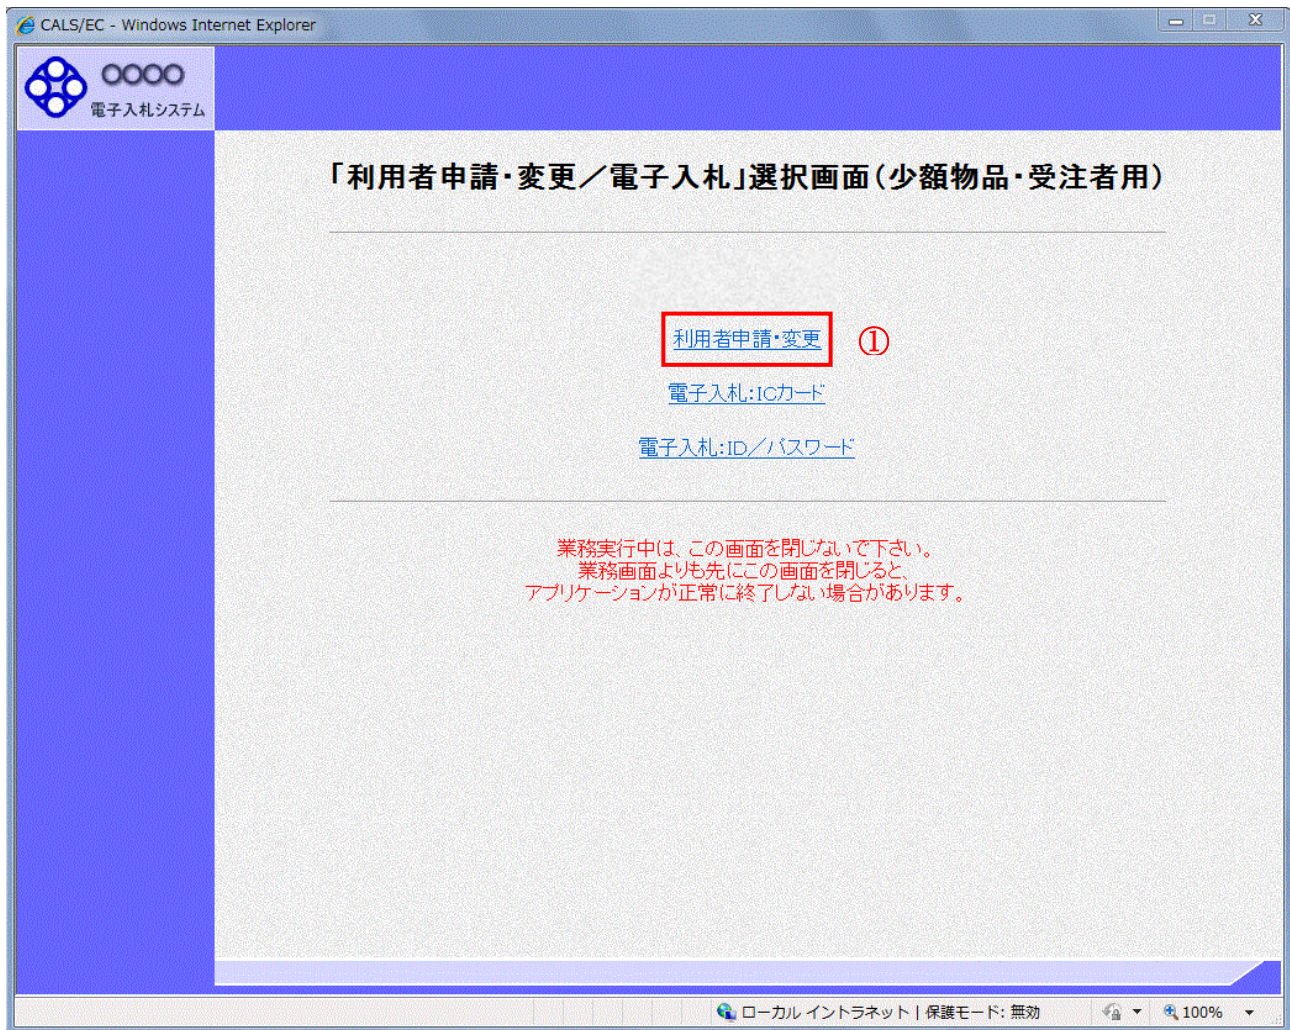 CALS/EC - Windows Internet Explorer
〇〇〇〇
電子入札システム
「利用者申請・変更／電子入札」選択画面（少額物品・受注者用）
利用者申請・変更 ①
電子入札：ICカード
電子入札：ID／パスワード
業務実行中は、この画面を閉じないで下さい。
業務画面よりも先にこの画面を閉じると、
アプリケーションが正常に終了しない場合があります。
ローカル イントラネット | 保護モード: 無効
100%